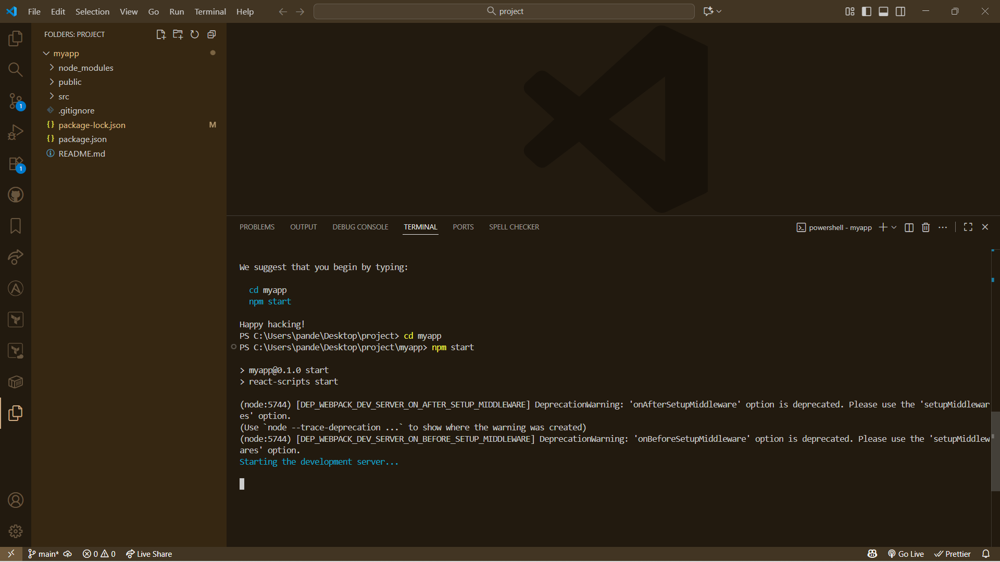 File Edit Selection View Go Run Terminal Help
project
FOLDERS: PROJECT
myapp
node_modules
public
src
.gitignore
package-lock.json M
package.json
README.md
1
1
PROBLEMS OUTPUT DEBUG CONSOLE TERMINAL PORTS SPELL CHECKER
powershell - myapp
We suggest that you begin by typing:
cd myapp
npm start
Happy hacking!
PS C:\Users\pande\Desktop\project> cd myapp
PS C:\Users\pande\Desktop\project\myapp> npm start
> myapp@0.1.0 start
> react-scripts start
(node:5744) [DEP_WEBPACK_DEV_SERVER_ON_AFTER_SETUP_MIDDLEWARE] DeprecationWarning: 'onAfterSetupMiddleware' option is deprecated. Please use the 'setupMiddlewar
es' option.
(Use `node --trace-deprecation ...` to show where the warning was created)
(node:5744) [DEP_WEBPACK_DEV_SERVER_ON_BEFORE_SETUP_MIDDLEWARE] DeprecationWarning: 'onBeforeSetupMiddleware' option is deprecated. Please use the 'setupMiddlew
ares' option.
Starting the development server...
main* 0 0 Live Share
Go Live Prettier